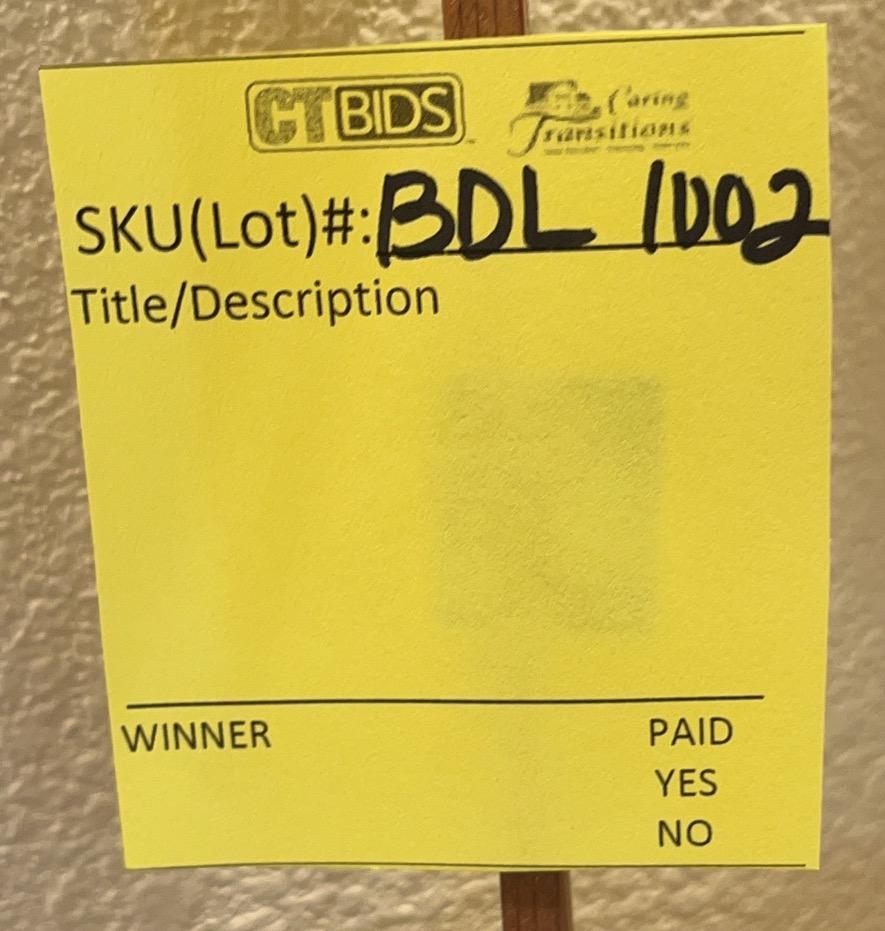 CTBIDS
Caring
Transitions
SKU(Lot)#: BDL 1002
Title/Description
WINNER
PAID
YES
NO